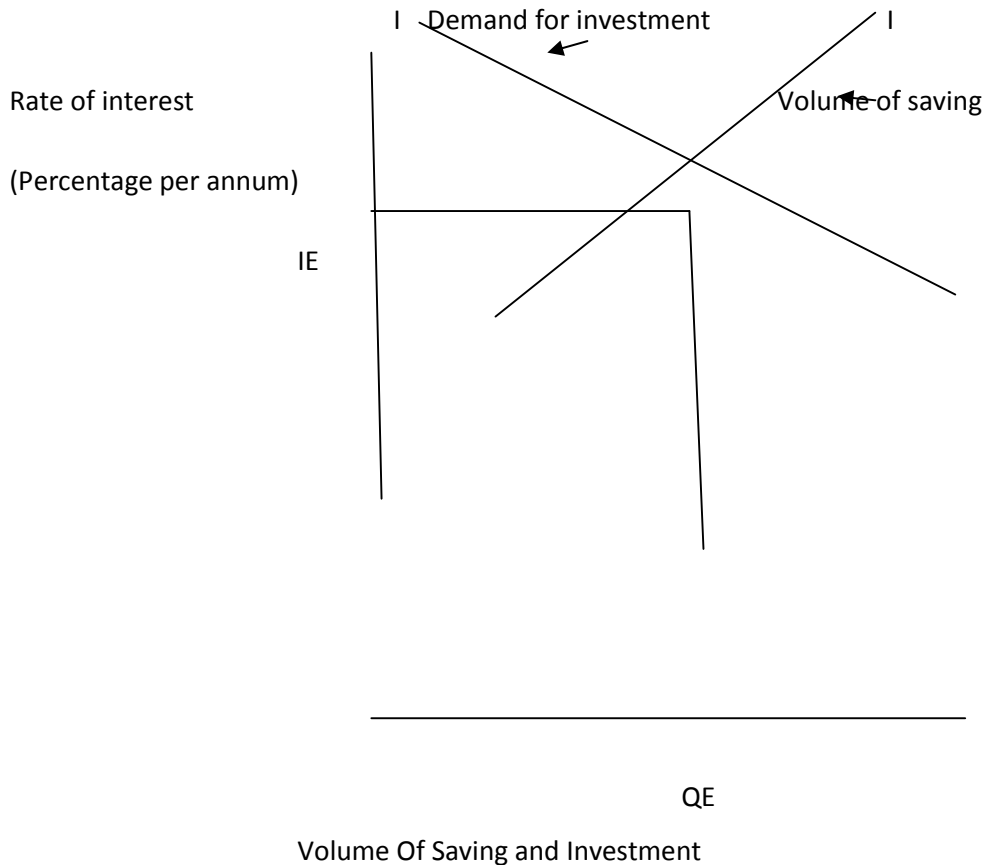 I Demand for investment I
Rate of interest Volume of saving
(Percentage per annum)
IE
QE
Volume Of Saving and Investment